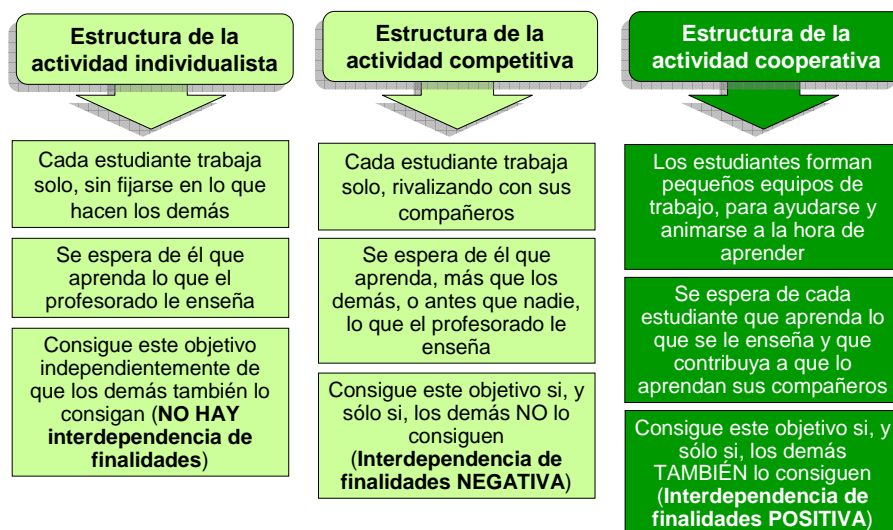 Estructura de la
actividad individualista
Cada estudiante trabaja
solo, sin fijarse en lo que
hacen los demás
Se espera de él que
aprenda lo que el
profesorado le enseña
Consigue este objetivo
independientemente de
que los demás también lo
consigan (NO HAY
interdependencia de
finalidades)
Estructura de la
actividad competitiva
Cada estudiante trabaja
solo, rivalizando con sus
compañeros
Se espera de él que
aprenda, más que los
demás, o antes que nadie,
lo que el profesorado le
enseña
Consigue este objetivo si, y
sólo si, los demás NO lo
consiguen
(Interdependencia de
finalidades NEGATIVA)
Estructura de la
actividad cooperativa
Los estudiantes forman
pequeños equipos de
trabajo, para ayudarse y
animarse a la hora de
aprender
Se espera de cada
estudiante que aprenda lo
que se le enseña y que
contribuya a que lo
aprendan sus compañeros
Consigue este objetivo si, y
sólo si, los demás
TAMBIÉN lo consiguen
(Interdependencia de
finalidades POSITIVA)